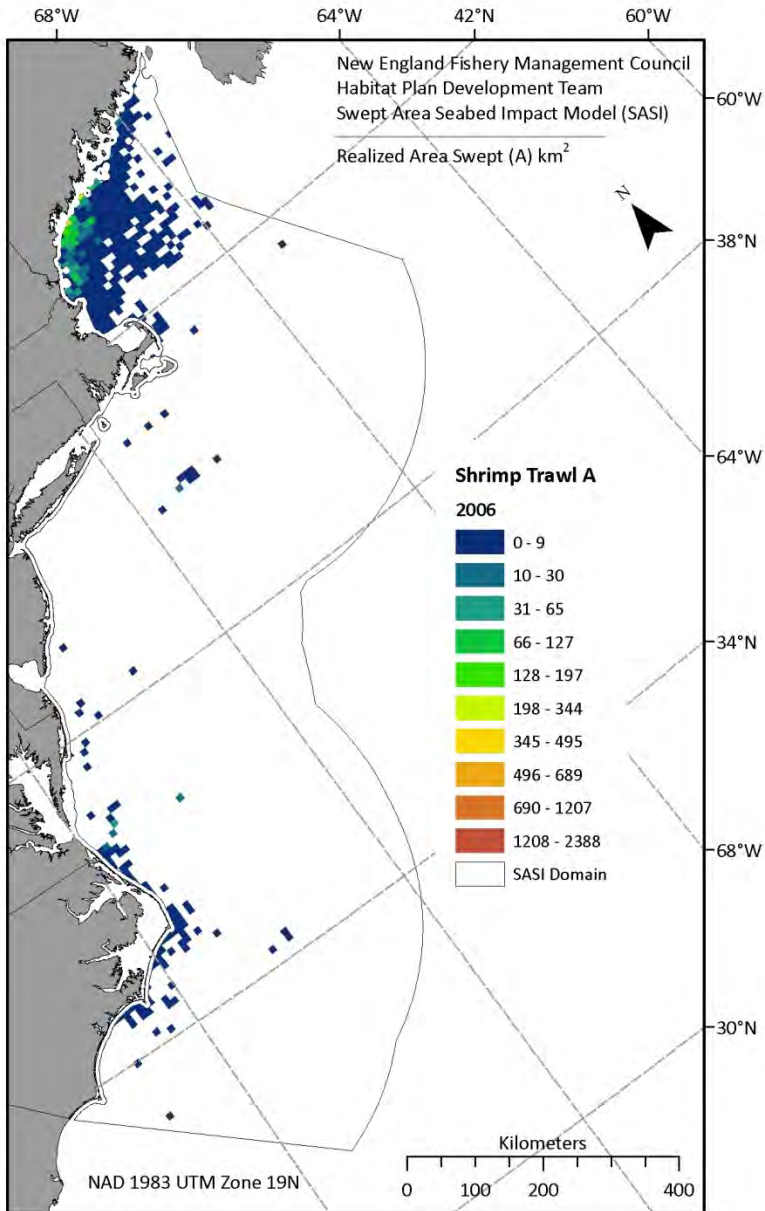 68°W 64°W 42°N 60°W
New England Fishery Management Council
Habitat Plan Development Team
Swept Area Seabed Impact Model (SASI)
Realized Area Swept (A) km²
60°W
N
38°N
64°W
Shrimp Trawl A
2006
0 - 9
10 - 30
31 - 65
66 - 127
128 - 197
34°N
198 - 344
345 - 495
496 - 689
690 - 1207
1208 - 2388
68°W
SASI Domain
30°N
Kilometers
NAD 1983 UTM Zone 19N
0 100 200 400